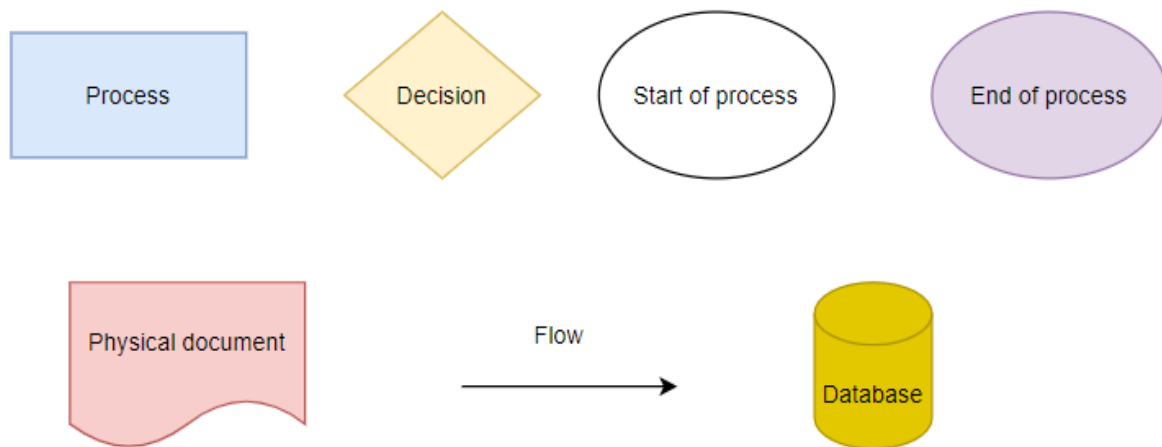 Process
Decision
Start of process
End of process
Physical document
Flow
Database